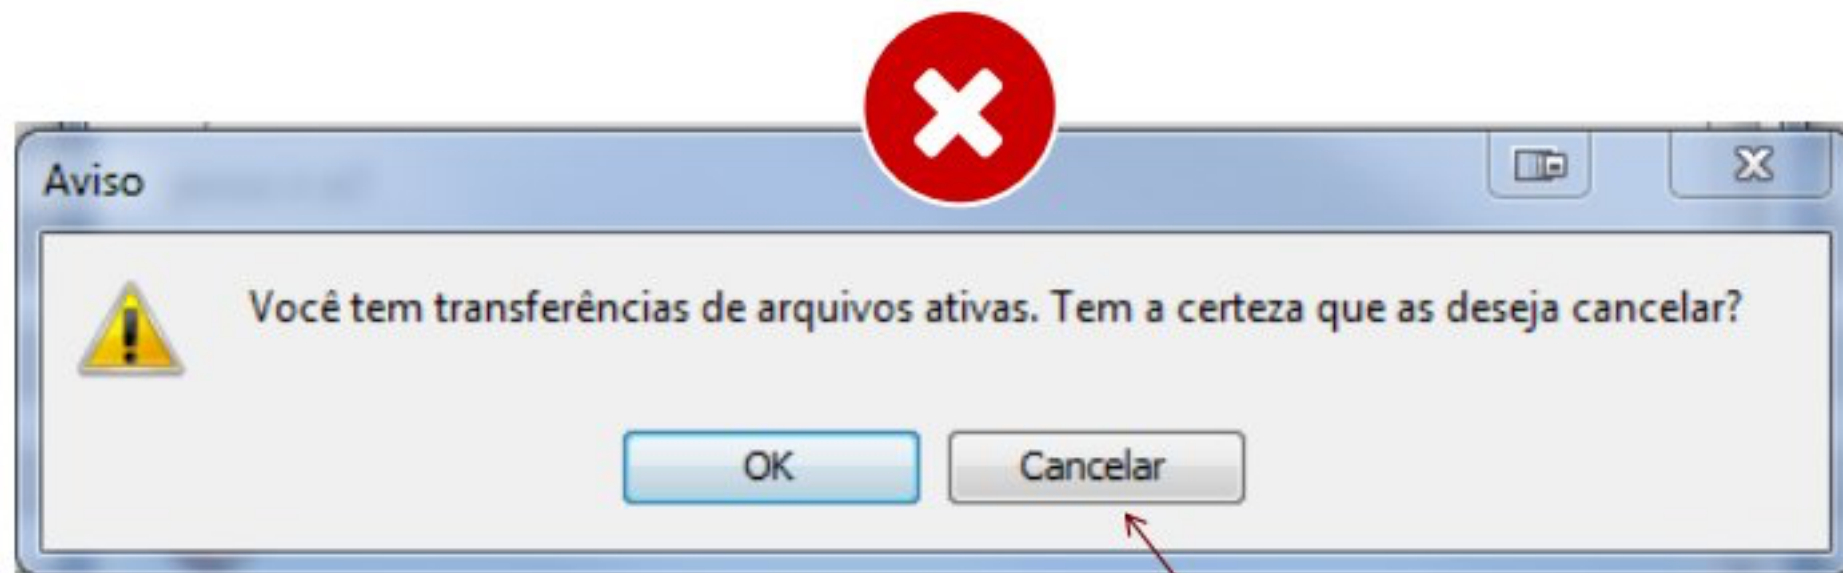 Aviso
Você tem transferências de arquivos ativas. Tem a certeza que as deseja cancelar?
OK
Cancelar